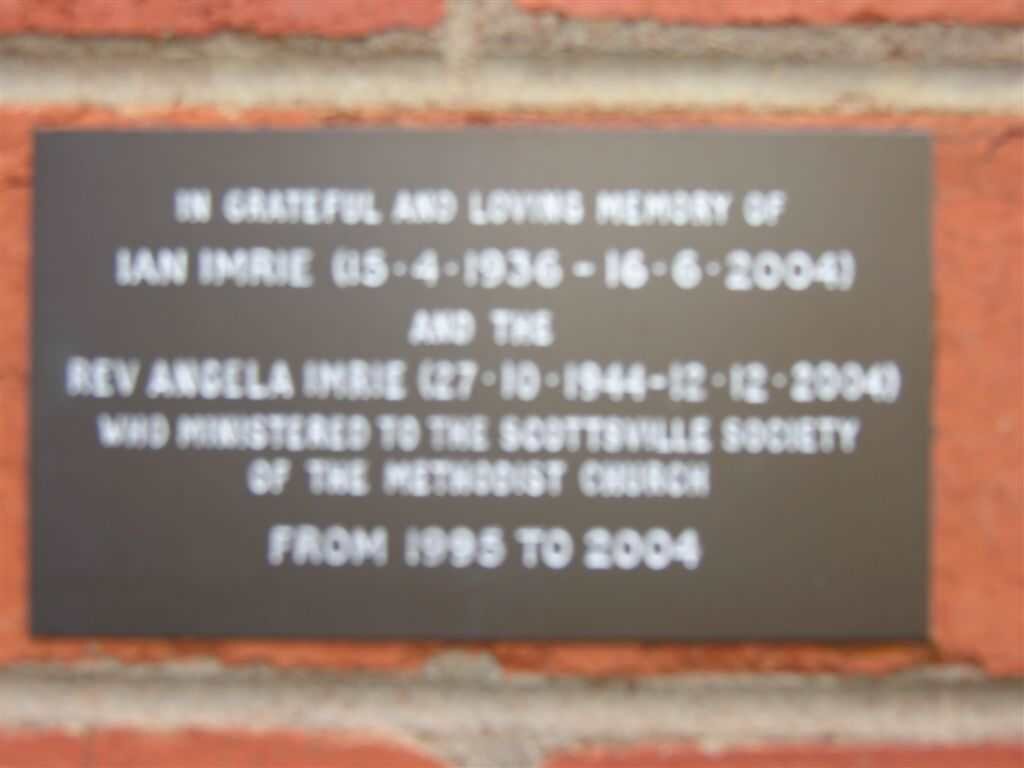 IN GRATEFUL AND LOVING MEMORY OF
IAN IMRIE (15·4·1936 - 16·6·2004)
AND THE
REV ANGELA IMRIE (27·10·1944-12·12·2004)
WHO MINISTERED TO THE SCOTTSVILLE SOCIETY
OF THE METHODIST CHURCH
FROM 1995 TO 2004